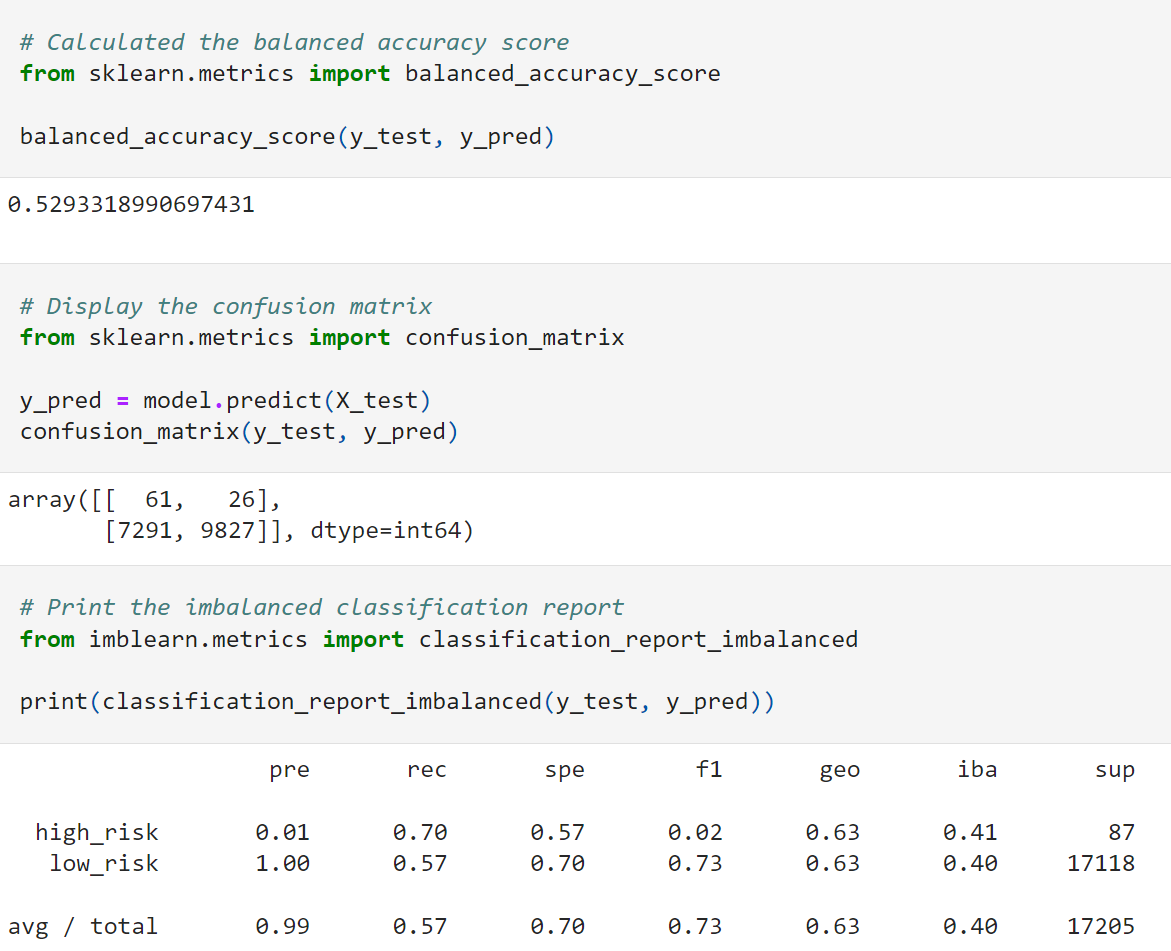 # Calculated the balanced accuracy score
from sklearn.metrics import balanced_accuracy_score
balanced_accuracy_score(y_test, y_pred)
0.5293318990697431
# Display the confusion matrix
from sklearn.metrics import confusion_matrix
y_pred = model.predict(X_test)
confusion_matrix(y_test, y_pred)
array([[  61,   26],
       [7291, 9827]], dtype=int64)
# Print the imbalanced classification report
from imblearn.metrics import classification_report_imbalanced
print(classification_report_imbalanced(y_test, y_pred))
                   pre       rec       spe        f1       geo       iba       sup
  high_risk       0.01      0.70      0.57      0.02      0.63      0.41        87
   low_risk       1.00      0.57      0.70      0.73      0.63      0.40     17118
avg / total       0.99      0.57      0.70      0.73      0.63      0.40     17205